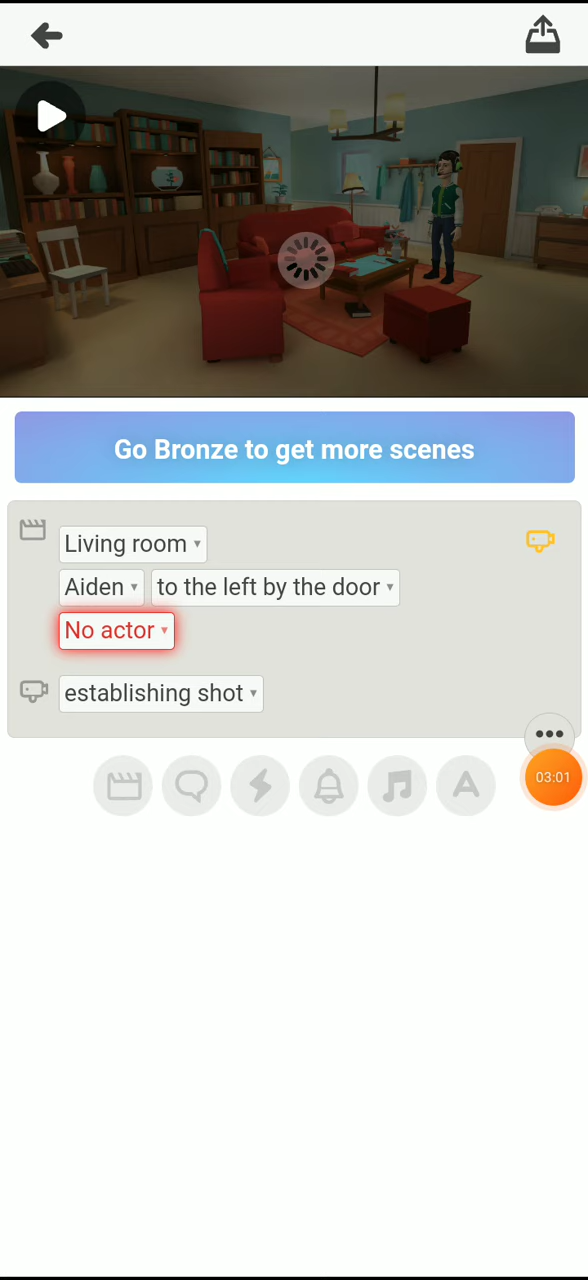 Go Bronze to get more scenes
Living room
Aiden to the left by the door
No actor
establishing shot
03:01